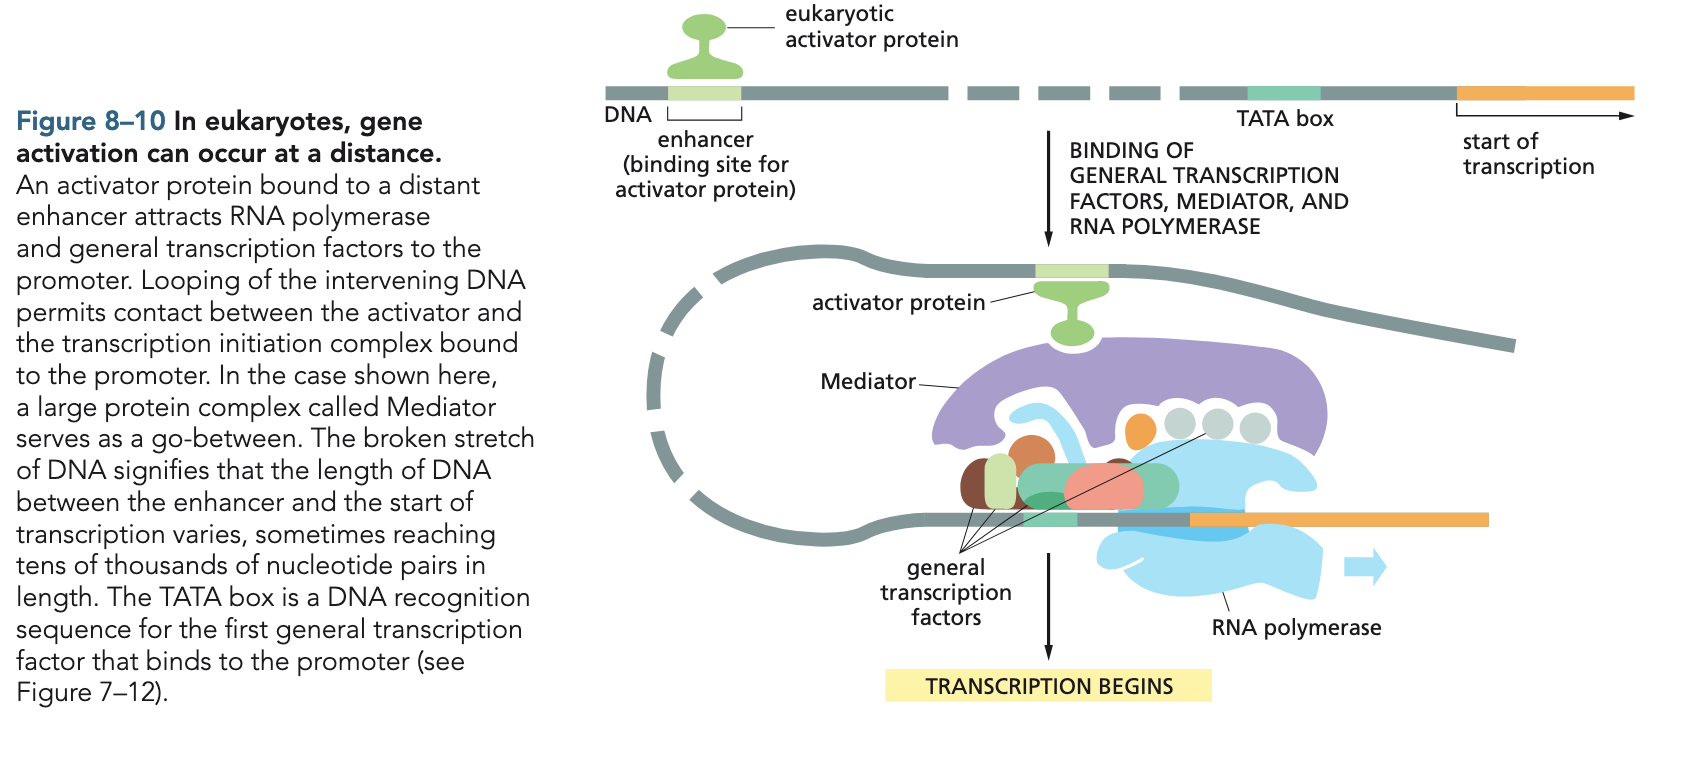 Figure 8–10 In eukaryotes, gene
activation can occur at a distance.
An activator protein bound to a distant
enhancer attracts RNA polymerase
and general transcription factors to the
promoter. Looping of the intervening DNA
permits contact between the activator and
the transcription initiation complex bound
to the promoter. In the case shown here,
a large protein complex called Mediator
serves as a go-between. The broken stretch
of DNA signifies that the length of DNA
between the enhancer and the start of
transcription varies, sometimes reaching
tens of thousands of nucleotide pairs in
length. The TATA box is a DNA recognition
sequence for the first general transcription
factor that binds to the promoter (see
Figure 7–12).
eukaryotic
activator protein
DNA
enhancer
(binding site for
activator protein)
TATA box
start of
transcription
BINDING OF
GENERAL TRANSCRIPTION
FACTORS, MEDIATOR, AND
RNA POLYMERASE
activator protein
Mediator
general
transcription
factors
RNA polymerase
TRANSCRIPTION BEGINS